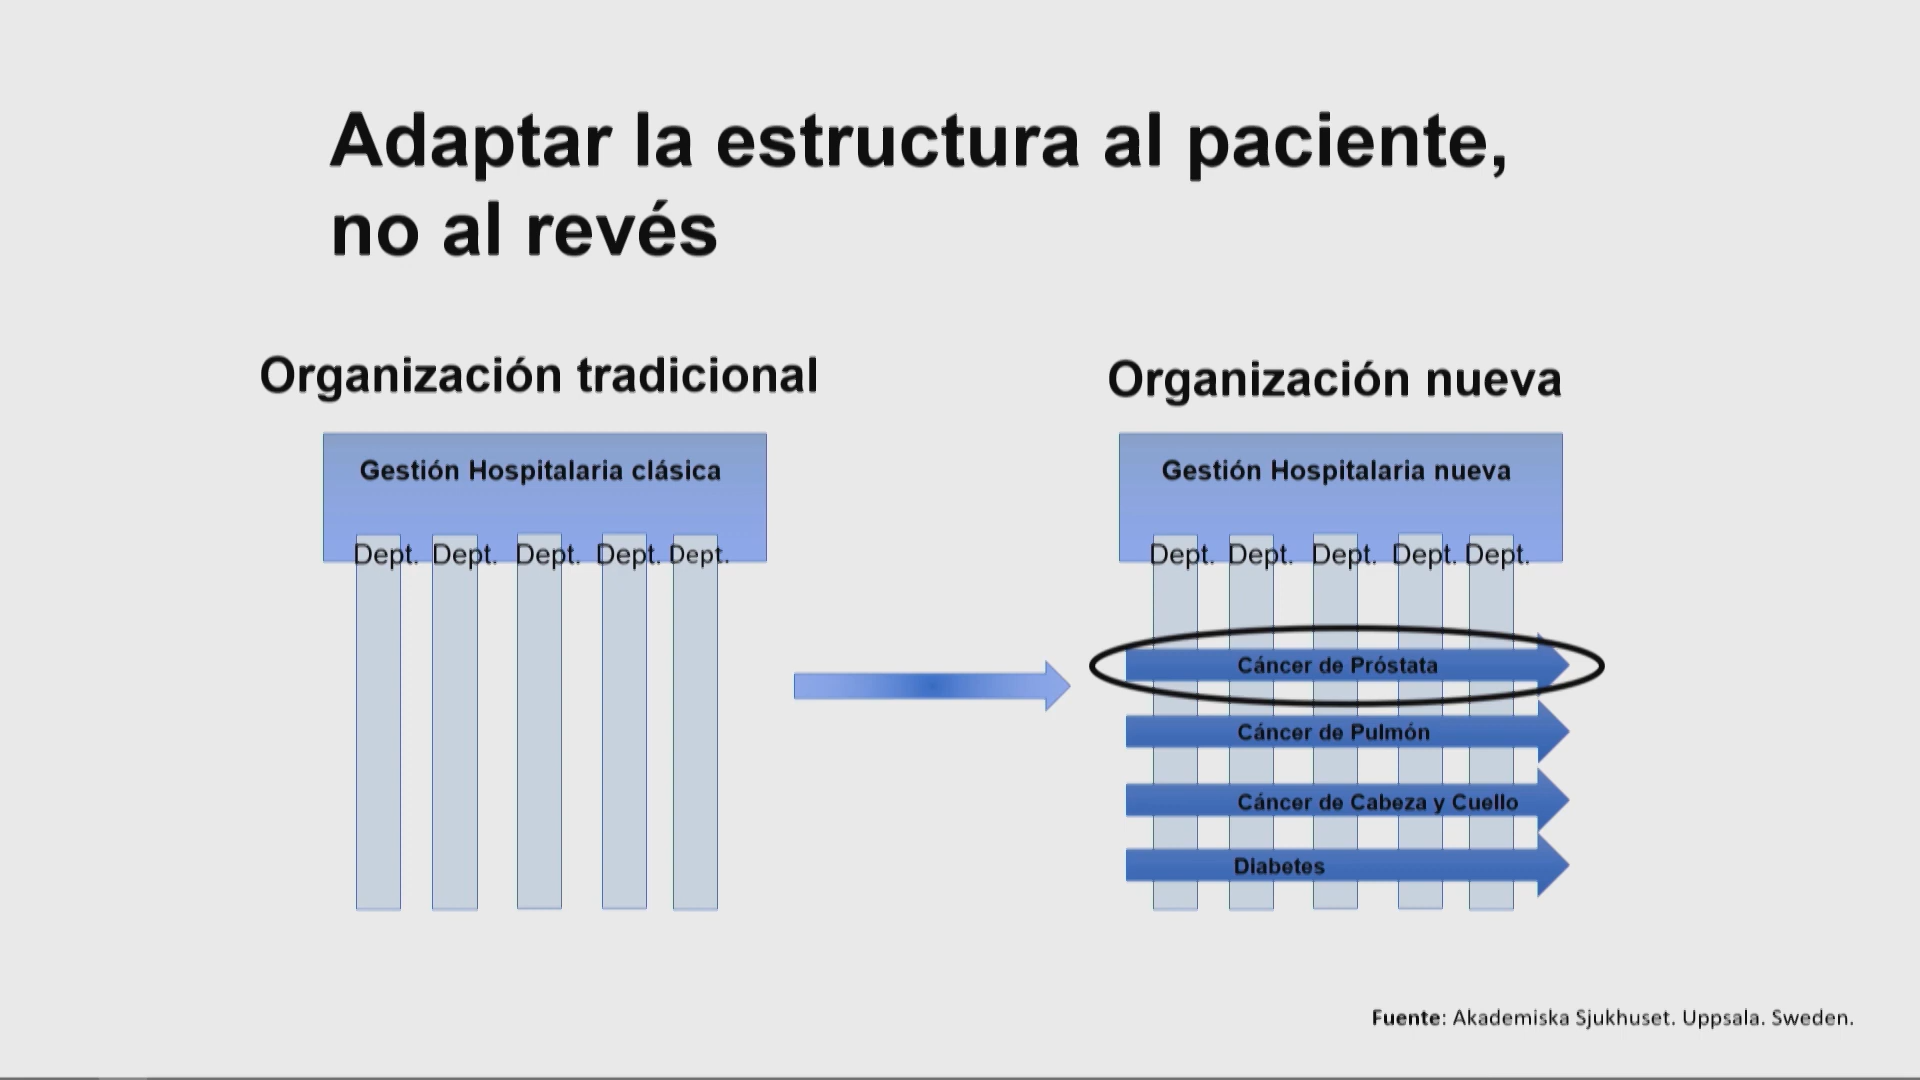 Adaptar la estructura al paciente,
no al revés
Organización tradicional
Gestión Hospitalaria clásica
Dept. Dept. Dept. Dept. Dept.
Organización nueva
Gestión Hospitalaria nueva
Dept. Dept. Dept. Dept. Dept.
Cáncer de Próstata
Cáncer de Pulmón
Cáncer de Cabeza y Cuello
Diabetes
Fuente: Akademiska Sjukhuset. Uppsala. Sweden.